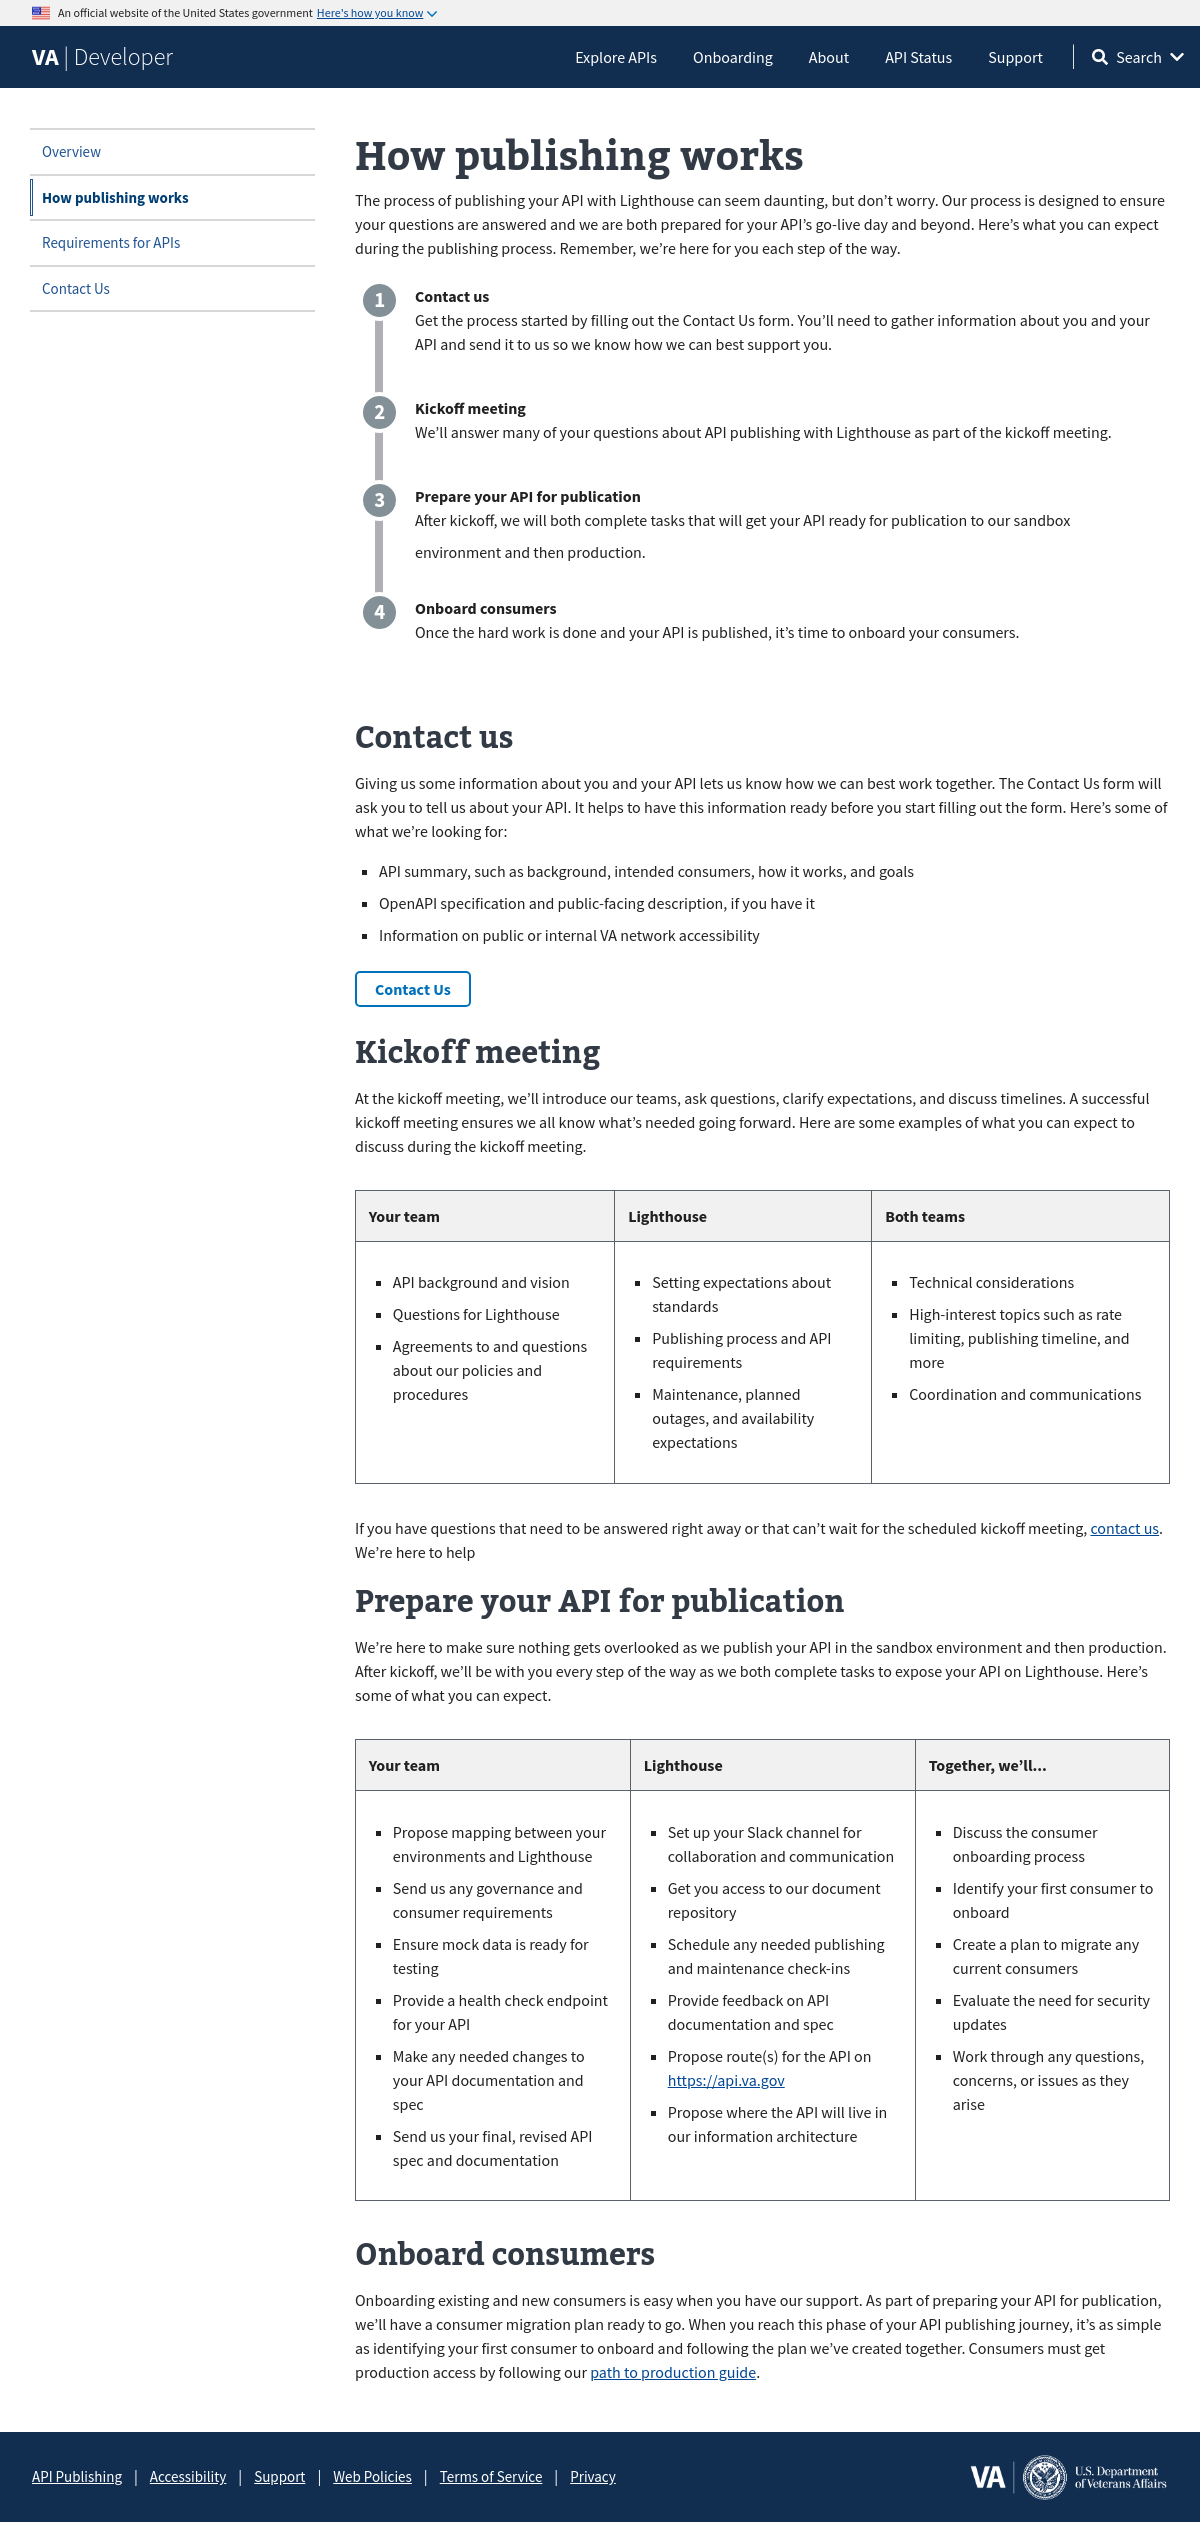 An official website of the United States government Here's how you know
VA | Developer
Explore APIs
Onboarding
About
API Status
Support
Search
Overview
How publishing works
Requirements for APIs
Contact Us
How publishing works
The process of publishing your API with Lighthouse can seem daunting, but don’t worry. Our process is designed to ensure
your questions are answered and we are both prepared for your API’s go-live day and beyond. Here’s what you can expect
during the publishing process. Remember, we’re here for you each step of the way.
1
Contact us
Get the process started by filling out the Contact Us form. You’ll need to gather information about you and your
API and send it to us so we know how we can best support you.
2
Kickoff meeting
We’ll answer many of your questions about API publishing with Lighthouse as part of the kickoff meeting.
3
Prepare your API for publication
After kickoff, we will both complete tasks that will get your API ready for publication to our sandbox
environment and then production.
4
Onboard consumers
Once the hard work is done and your API is published, it’s time to onboard your consumers.
Contact us
Giving us some information about you and your API lets us know how we can best work together. The Contact Us form will
ask you to tell us about your API. It helps to have this information ready before you start filling out the form. Here’s some of
what we’re looking for:
API summary, such as background, intended consumers, how it works, and goals
OpenAPI specification and public-facing description, if you have it
Information on public or internal VA network accessibility
Contact Us
Kickoff meeting
At the kickoff meeting, we’ll introduce our teams, ask questions, clarify expectations, and discuss timelines. A successful
kickoff meeting ensures we all know what’s needed going forward. Here are some examples of what you can expect to
discuss during the kickoff meeting.
Your team
API background and vision
Questions for Lighthouse
Agreements to and questions
about our policies and
procedures
Lighthouse
Setting expectations about
standards
Publishing process and API
requirements
Maintenance, planned
outages, and availability
expectations
Both teams
Technical considerations
High-interest topics such as rate
limiting, publishing timeline, and
more
Coordination and communications
If you have questions that need to be answered right away or that can’t wait for the scheduled kickoff meeting, contact us.
We’re here to help
Prepare your API for publication
We’re here to make sure nothing gets overlooked as we publish your API in the sandbox environment and then production.
After kickoff, we’ll be with you every step of the way as we both complete tasks to expose your API on Lighthouse. Here’s
some of what you can expect.
Your team
Propose mapping between your
environments and Lighthouse
Send us any governance and
consumer requirements
Ensure mock data is ready for
testing
Provide a health check endpoint
for your API
Make any needed changes to
your API documentation and
spec
Send us your final, revised API
spec and documentation
Lighthouse
Set up your Slack channel for
collaboration and communication
Get you access to our document
repository
Schedule any needed publishing
and maintenance check-ins
Provide feedback on API
documentation and spec
Propose route(s) for the API on
https://api.va.gov
Propose where the API will live in
our information architecture
Together, we’ll...
Discuss the consumer
onboarding process
Identify your first consumer to
onboard
Create a plan to migrate any
current consumers
Evaluate the need for security
updates
Work through any questions,
concerns, or issues as they
arise
Onboard consumers
Onboarding existing and new consumers is easy when you have our support. As part of preparing your API for publication,
we’ll have a consumer migration plan ready to go. When you reach this phase of your API publishing journey, it’s as simple
as identifying your first consumer to onboard and following the plan we’ve created together. Consumers must get
production access by following our path to production guide.
API Publishing | Accessibility | Support | Web Policies | Terms of Service | Privacy
VA
U.S. Department
of Veterans Affairs